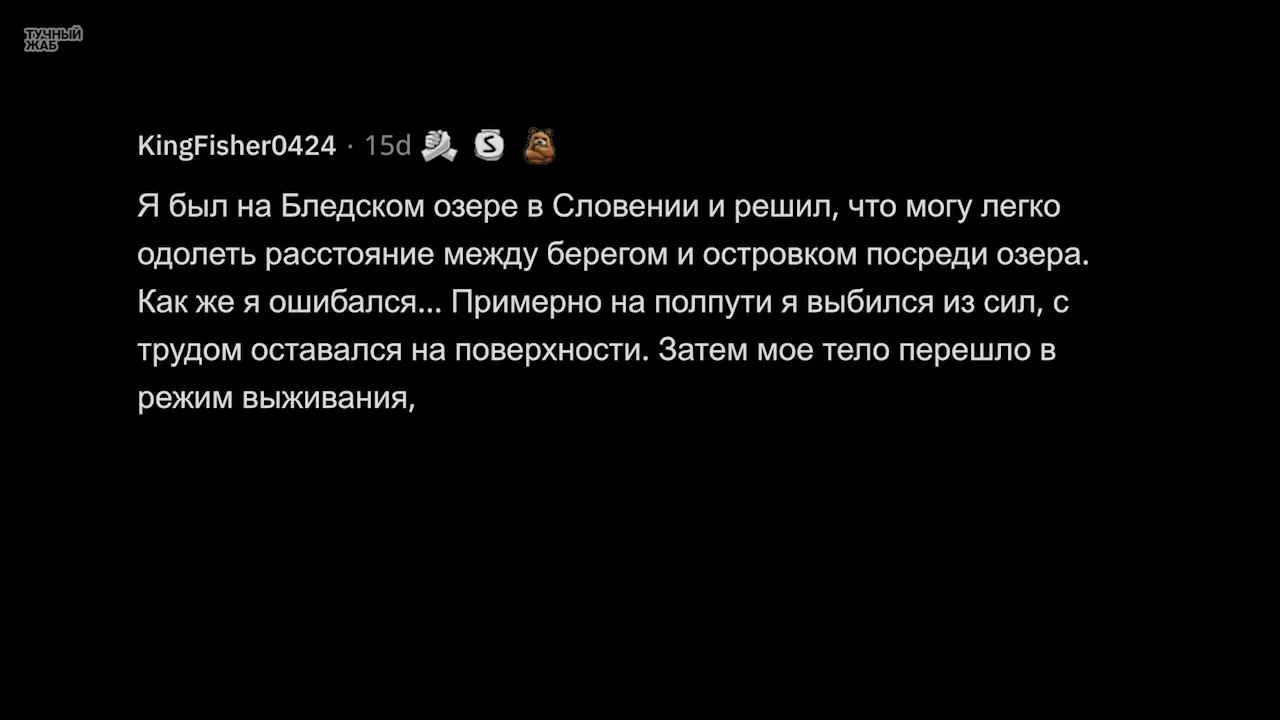 ТУЧНЫЙ
ЖАБ
KingFisher0424 · 15d
Я был на Бледском озере в Словении и решил, что могу легко
одолеть расстояние между берегом и островком посреди озера.
Как же я ошибался... Примерно на полпути я выбился из сил, с
трудом оставался на поверхности. Затем мое тело перешло в
режим выживания,